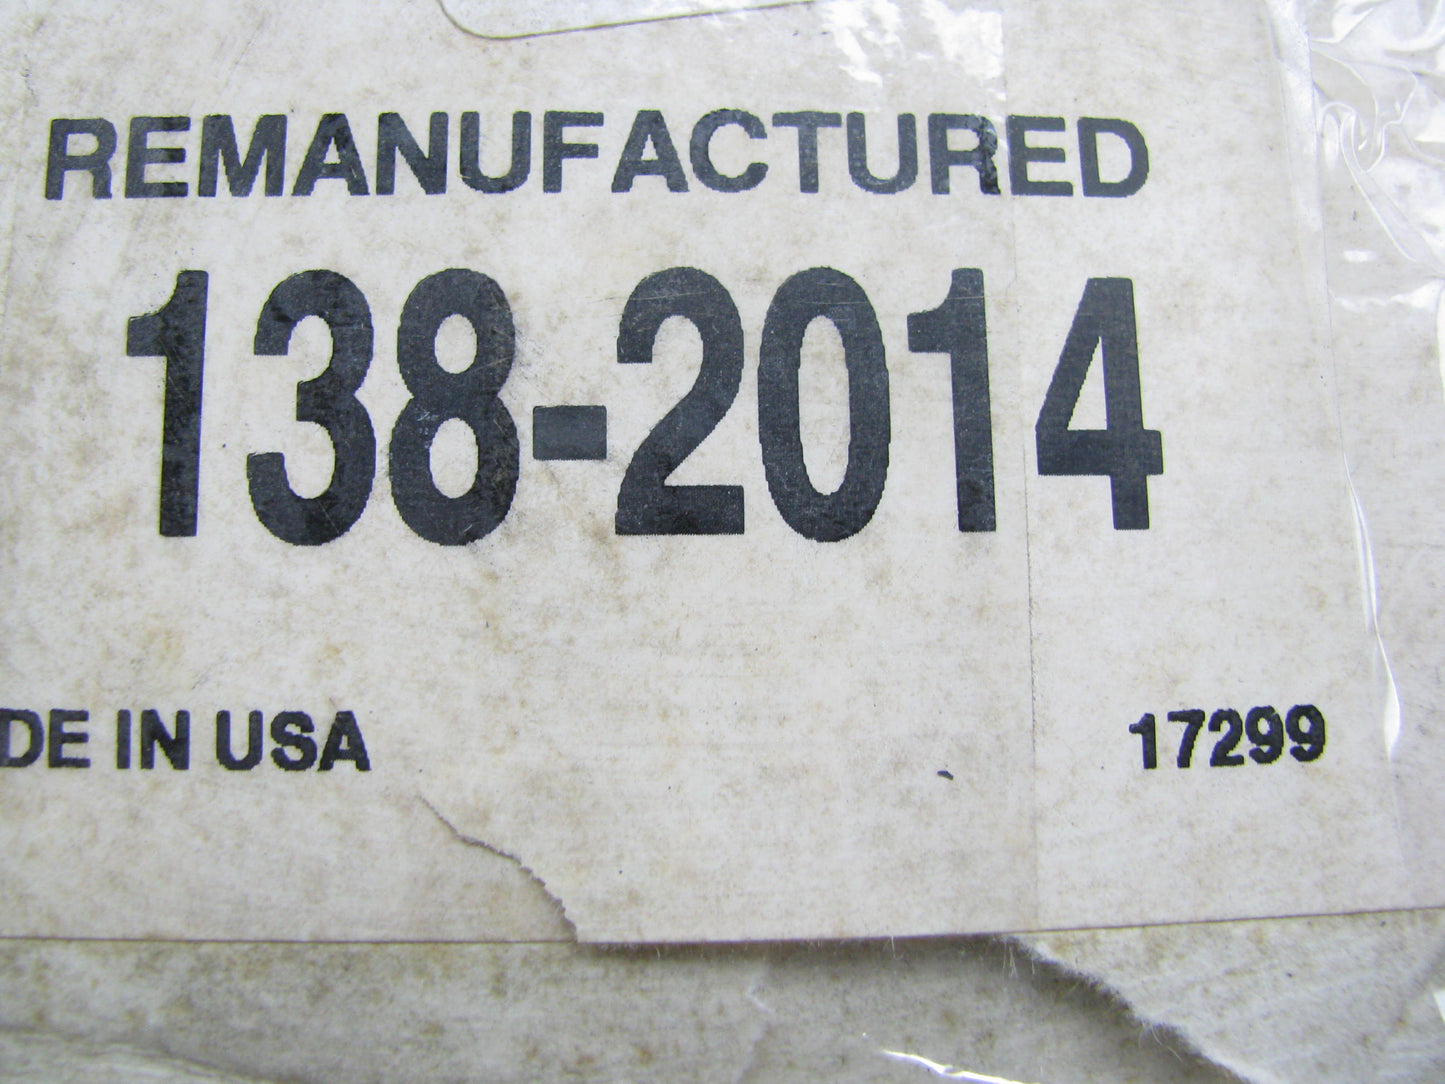 REMANUFACTURED
138-2014
DE IN USA 17299